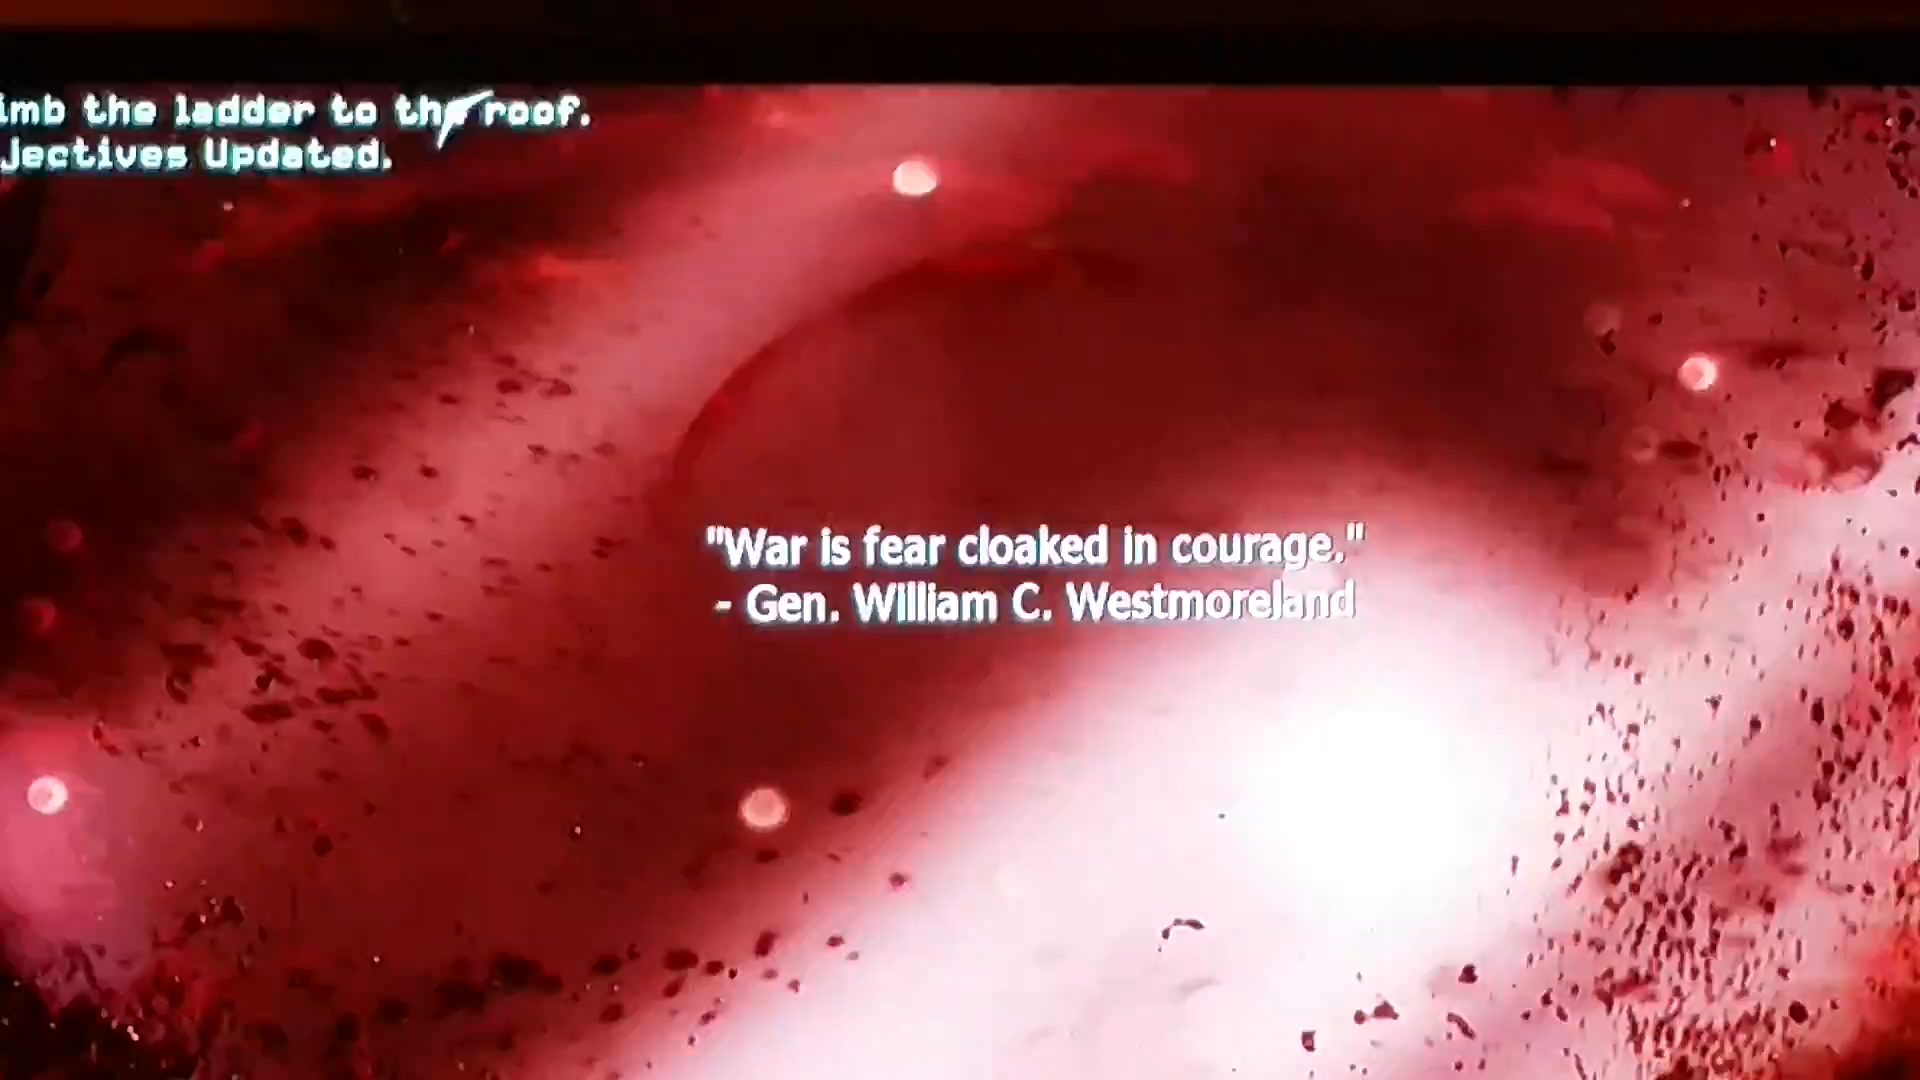 imb the ladder to the roof.
jectives Updated.
"War is fear cloaked in courage."
- Gen. William C. Westmoreland